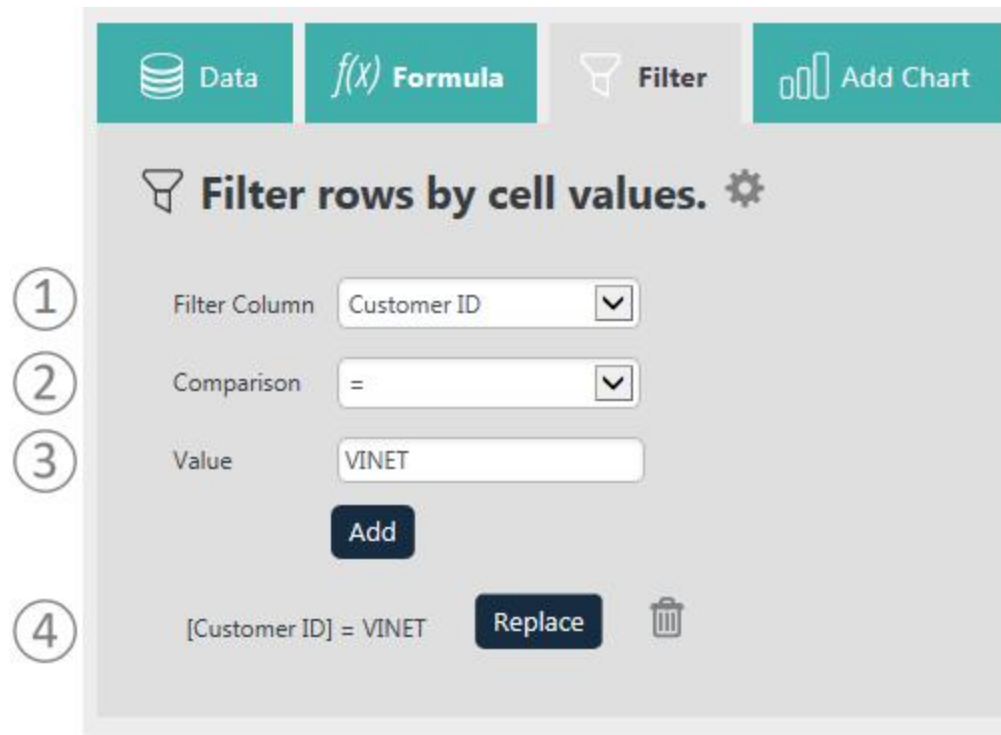 Data f(x) Formula Filter Add Chart
Filter rows by cell values.
1 Filter Column Customer ID
2 Comparison =
3 Value VINET
Add
4 [Customer ID] = VINET Replace